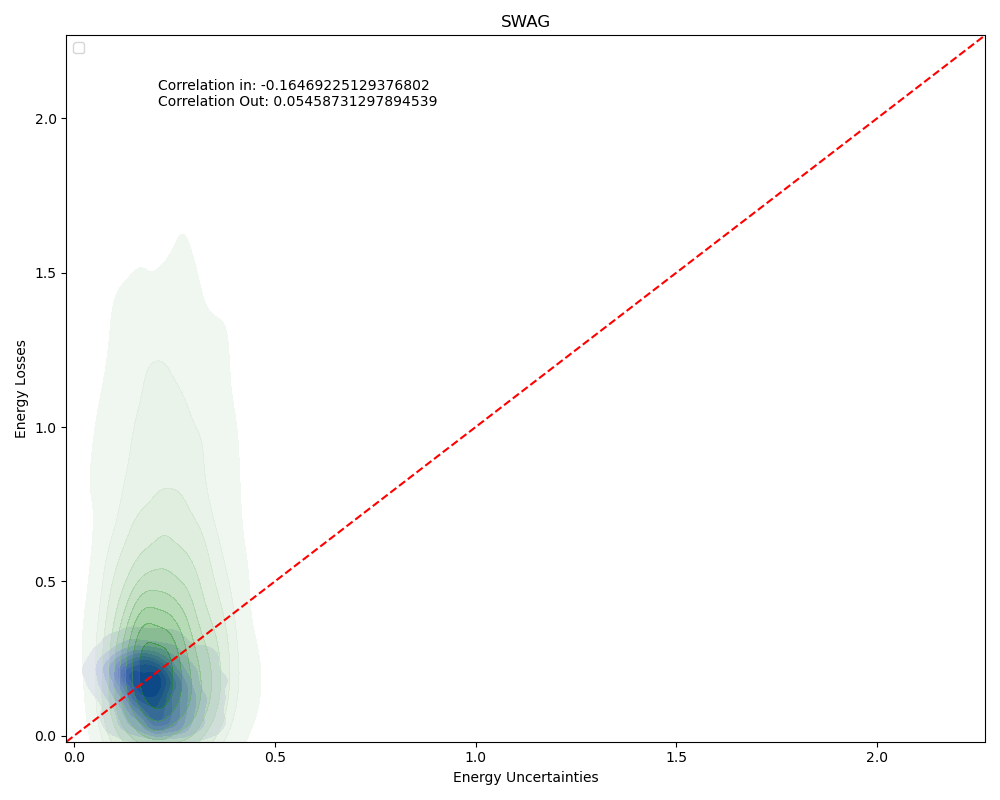 SWAG
Correlation in: -0.16469225129376802
Correlation Out: 0.05458731297894539
Energy Losses
2.0
1.5
1.0
0.5
0.0
0.0 0.5 1.0 1.5 2.0
Energy Uncertainties